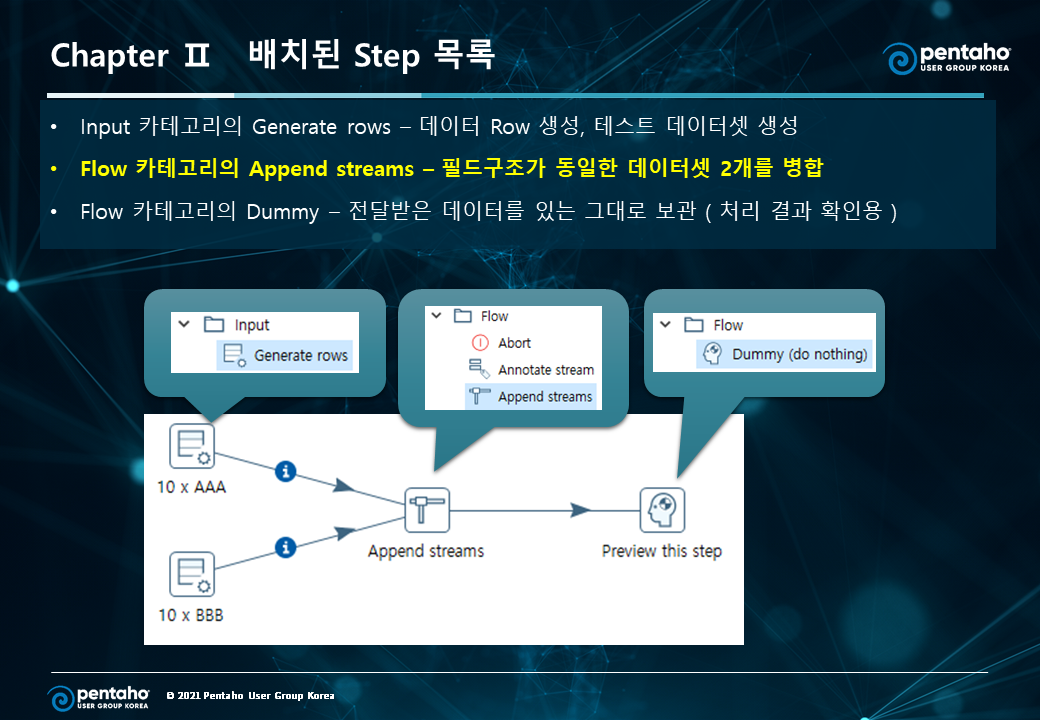 Chapter Ⅱ 배치된 Step 목록
pentaho
USER GROUP KOREA
• Input 카테고리의 Generate rows – 데이터 Row 생성, 테스트 데이터셋 생성
• Flow 카테고리의 Append streams – 필드구조가 동일한 데이터셋 2개를 병합
• Flow 카테고리의 Dummy – 전달받은 데이터를 있는 그대로 보관 ( 처리 결과 확인용 )
Input
Generate rows
Flow
Abort
Annotate stream
Append streams
Flow
Dummy (do nothing)
10 x AAA
10 x BBB
Append streams
Preview this step
pentaho
USER GROUP KOREA
© 2021 Pentaho User Group Korea